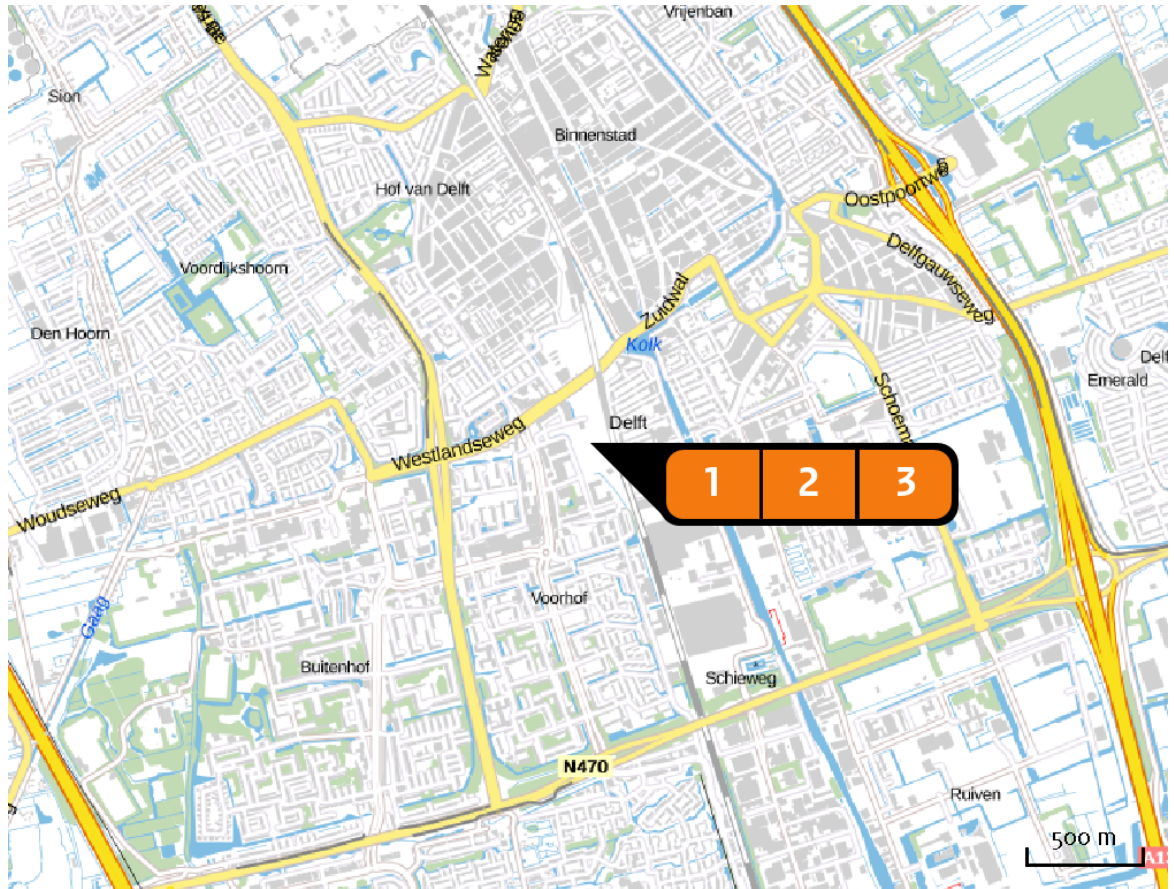 Vrijenban
Sion
Binnenstad
Hof van Delft
Oostpoortweg
Delfgauwseweg
Voordijkshoorn
Zuidwal
Den Hoorn
Kolk
Emerald
Delft
Westlandseweg
1 2 3
Woudseweg
Gaag
Voorhof
Buitenhof
Schieweg
N470
Ruiven
500 m